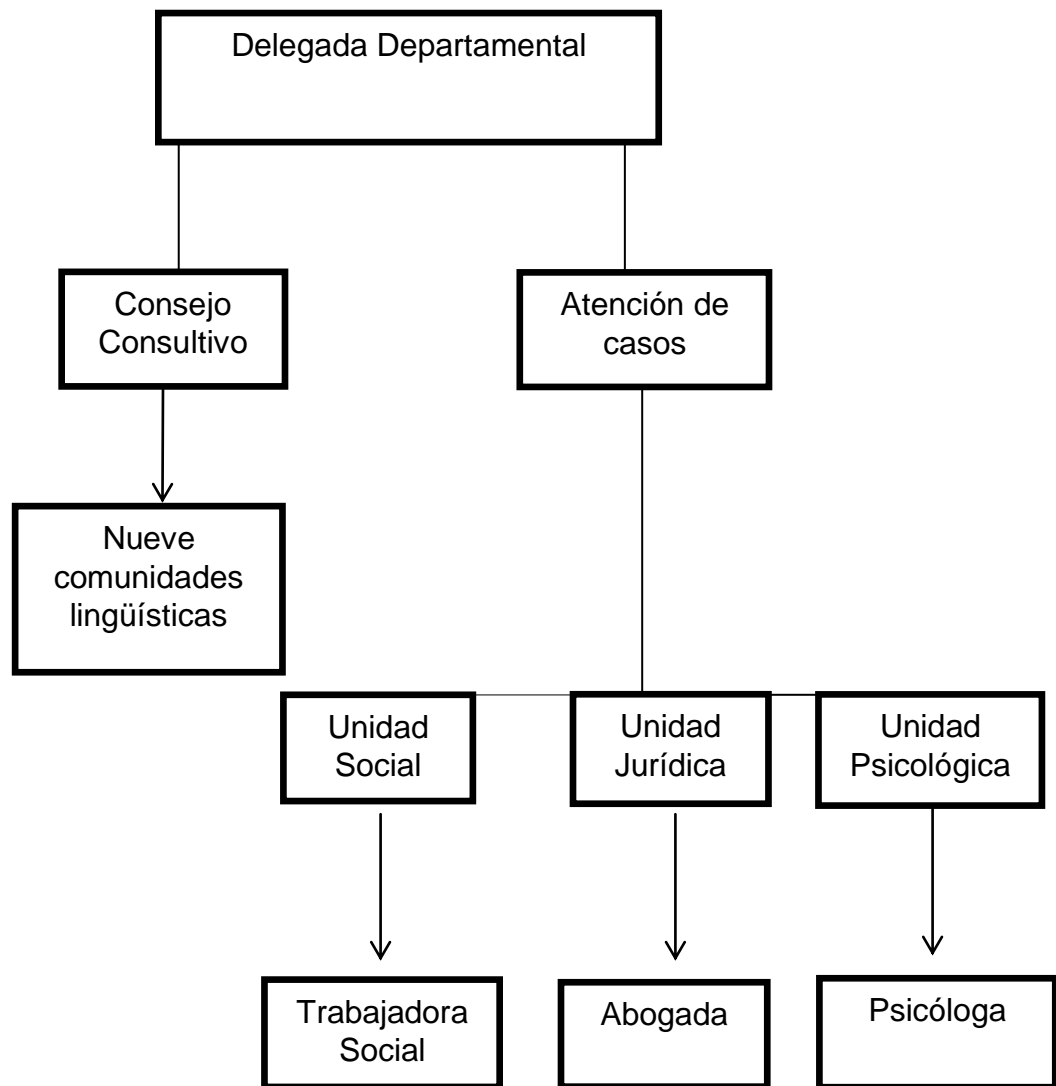 Delegada Departamental
Consejo
Consultivo
Atención de
casos
Nueve
comunidades
lingüísticas
Unidad
Social
Unidad
Jurídica
Unidad
Psicológica
Trabajadora
Social
Abogada
Psicóloga